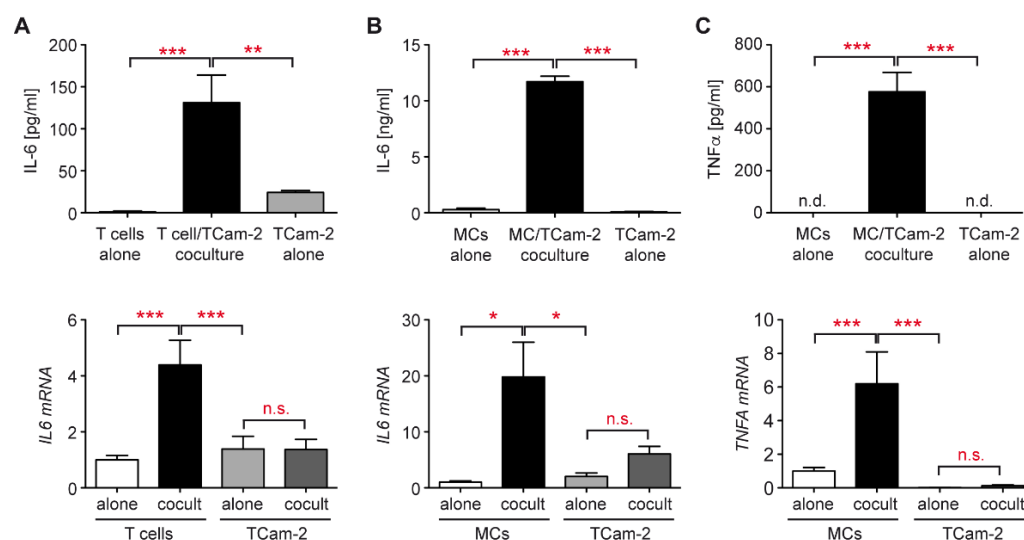 A
IL-6 [pg/ml]
200
150
100
50
0
***
**
T cells alone
T cell/TCam-2 coculture
TCam-2 alone
B
IL-6 [ng/ml]
15
10
5
0
***
***
MCs alone
MC/TCam-2 coculture
TCam-2 alone
C
TNFα [pg/ml]
800
600
400
200
0
***
***
n.d.
n.d.
MCs alone
MC/TCam-2 coculture
TCam-2 alone
IL6 mRNA
6
4
2
0
***
***
n.s.
alone
cocult
alone
cocult
T cells
TCam-2
IL6 mRNA
30
20
10
0
*
*
n.s.
alone
cocult
alone
cocult
MCs
TCam-2
TNFA mRNA
10
8
6
4
2
0
***
***
n.s.
alone
cocult
alone
cocult
MCs
TCam-2